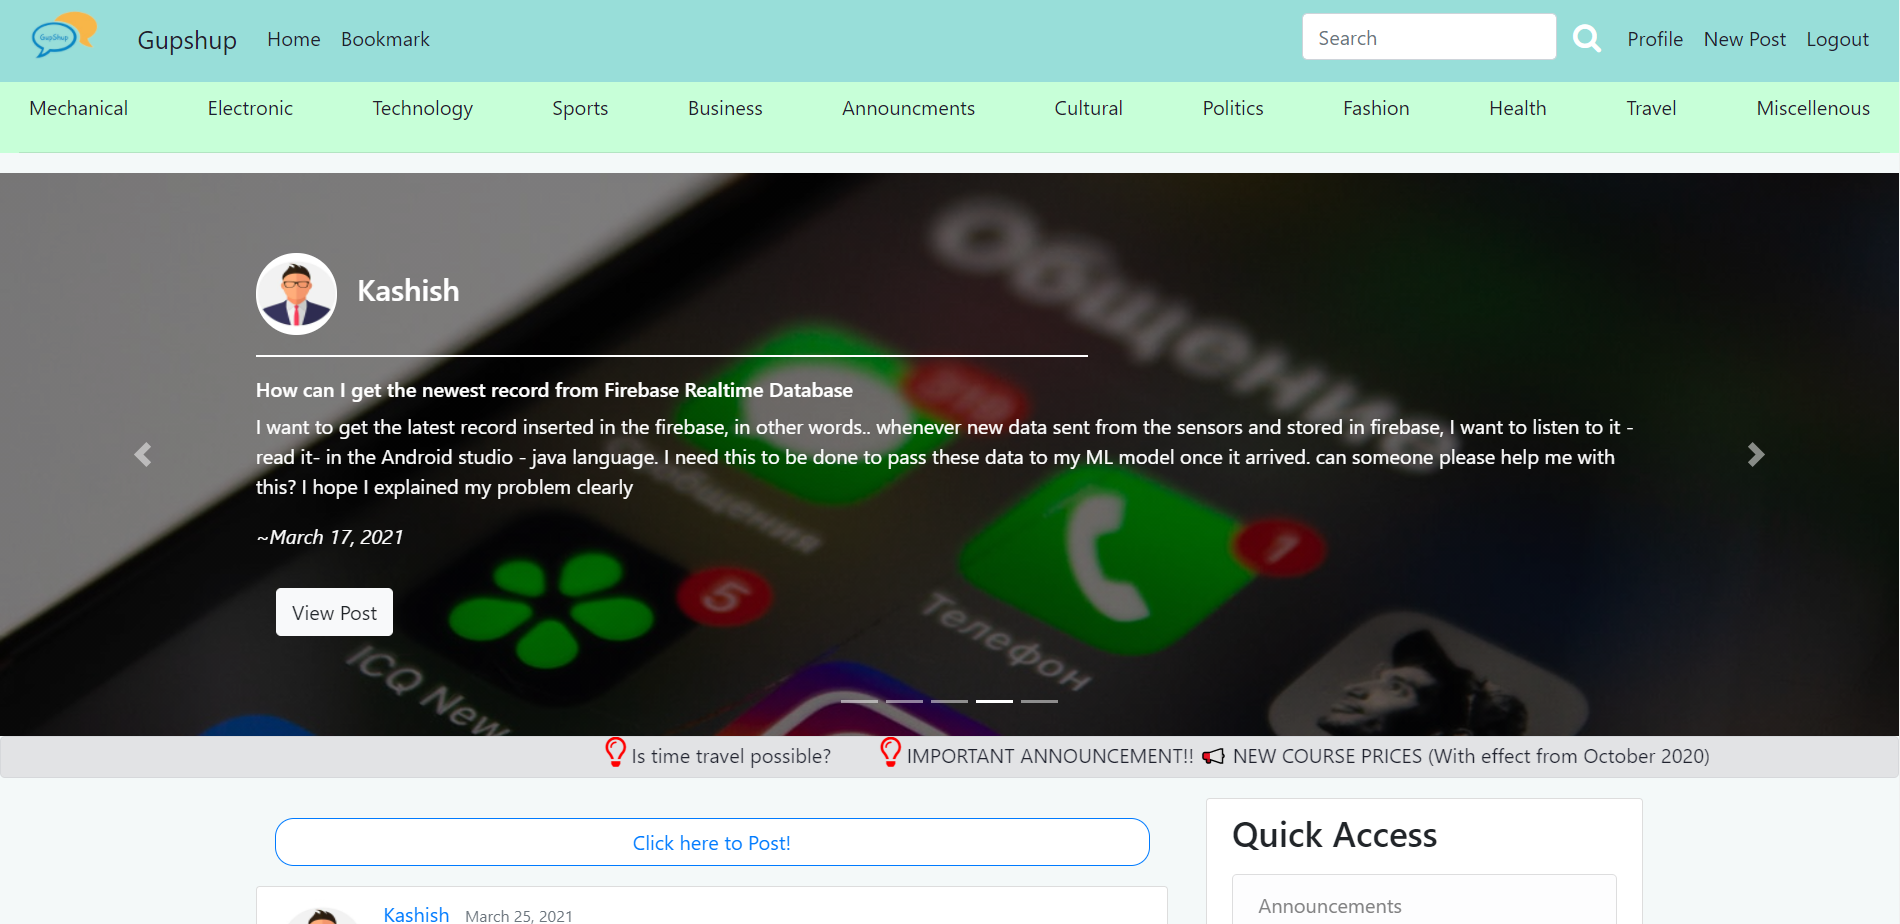 GupShup
Gupshup
Home
Bookmark
Search
Profile
New Post
Logout
Mechanical
Electronic
Technology
Sports
Business
Announcments
Cultural
Politics
Fashion
Health
Travel
Miscellenous
Общение
Kashish
319
How can I get the newest record from Firebase Realtime Database
I want to get the latest record inserted in the firebase, in other words.. whenever new data sent from the sensors and stored in firebase, I want to listen to it -
read it- in the Android studio - java language. I need this to be done to pass these data to my ML model once it arrived. can someone please help me with
this? I hope I explained my problem clearly
Сообщения
~March 17, 2021
1
5
View Post
Телефон
ICQ New
Is time travel possible?
IMPORTANT ANNOUNCEMENT!! NEW COURSE PRICES (With effect from October 2020)
Click here to Post!
Quick Access
Announcements
Kashish March 25, 2021